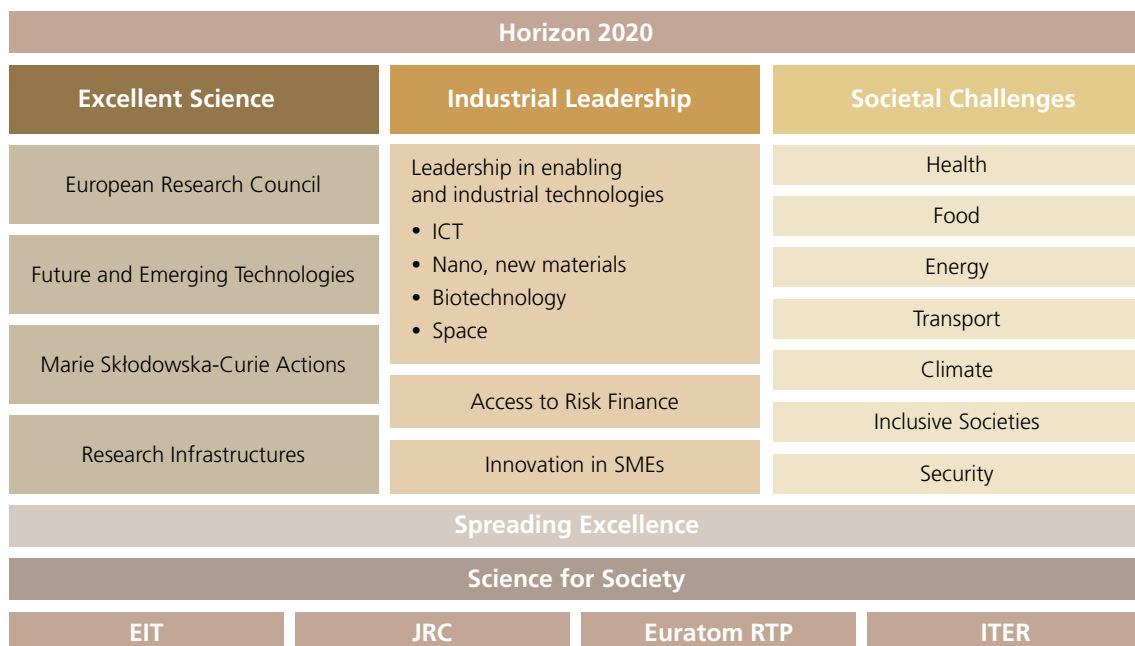 Horizon 2020
Excellent Science
European Research Council
Future and Emerging Technologies
Marie Skłodowska-Curie Actions
Research Infrastructures
Industrial Leadership
Leadership in enabling
and industrial technologies
• ICT
• Nano, new materials
• Biotechnology
• Space
Access to Risk Finance
Innovation in SMEs
Societal Challenges
Health
Food
Energy
Transport
Climate
Inclusive Societies
Security
Spreading Excellence
Science for Society
EIT
JRC
Euratom RTP
ITER